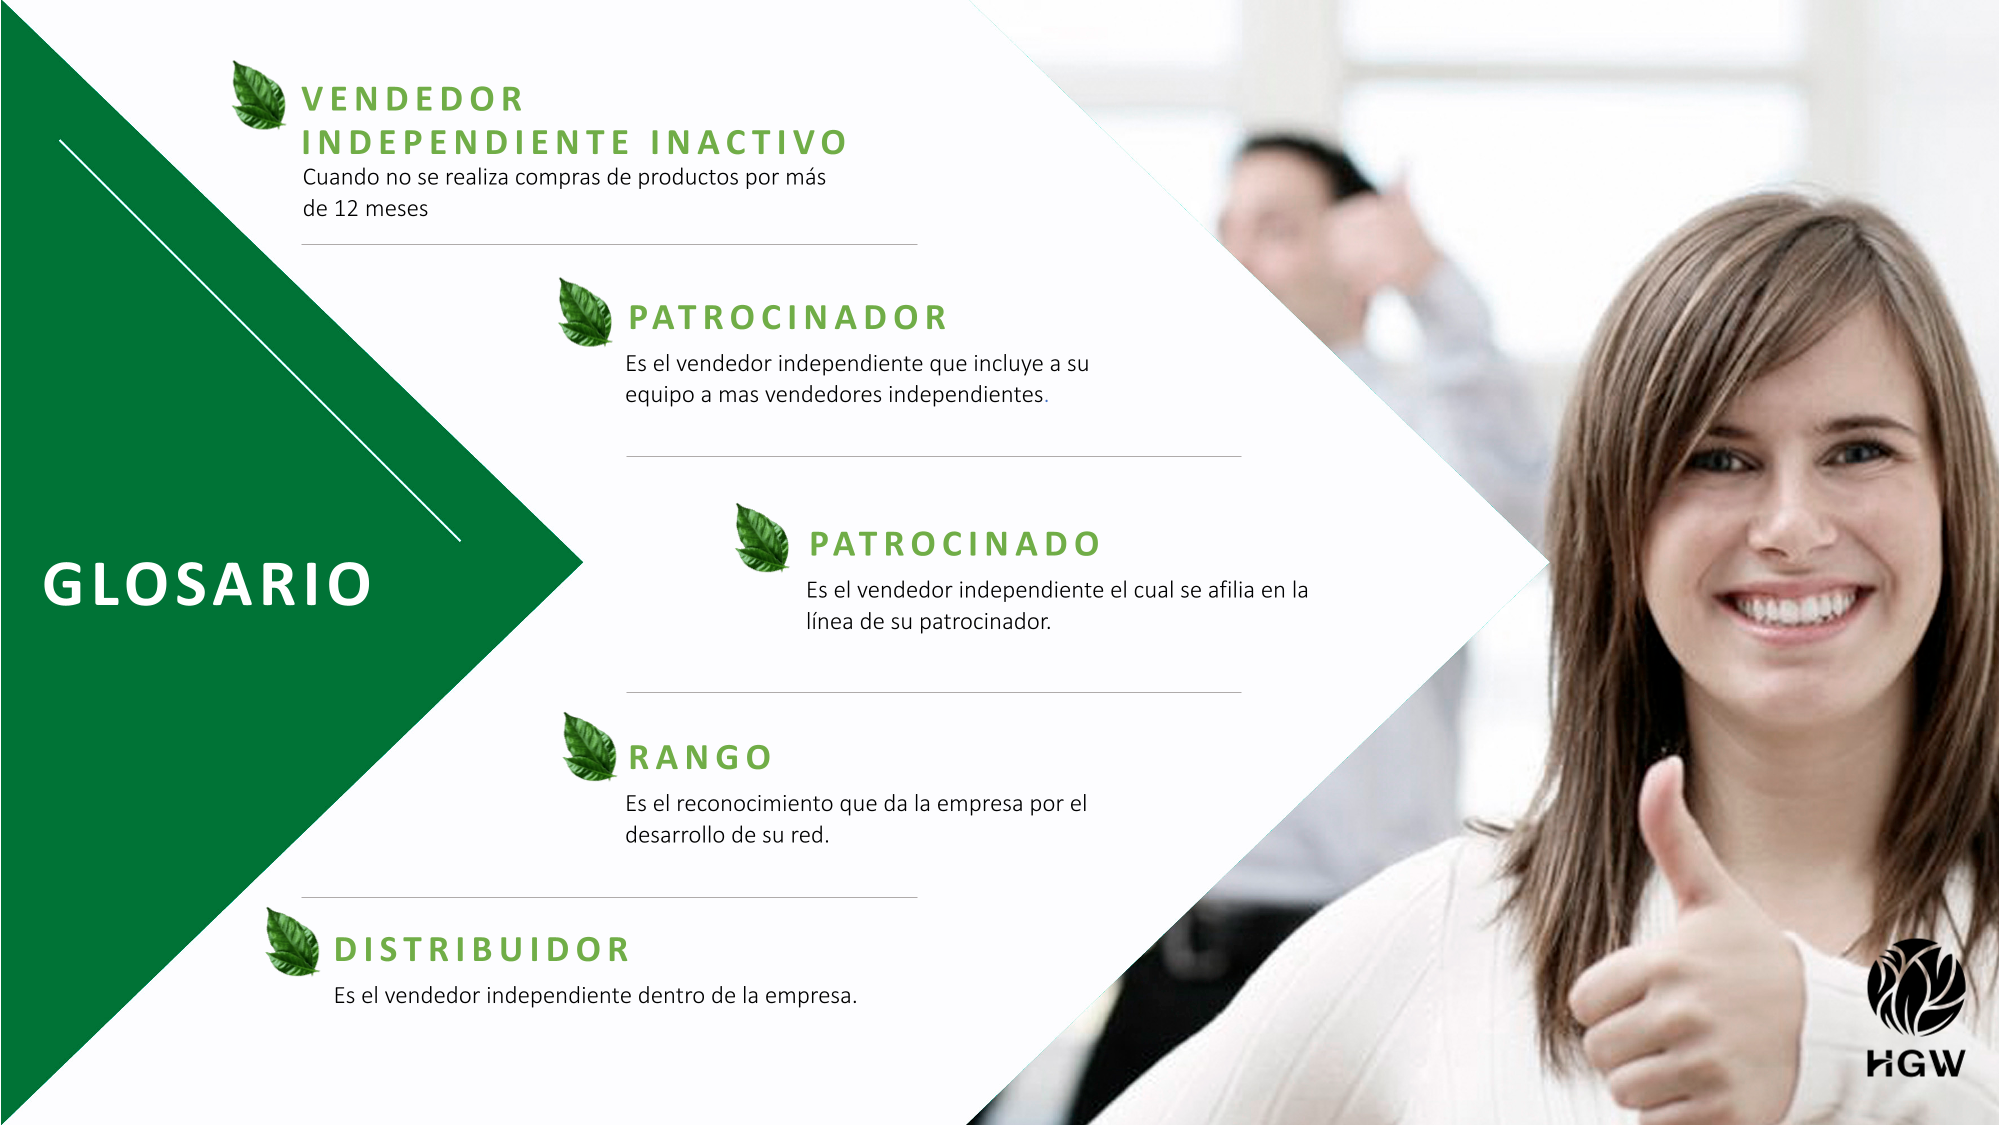 VENDEDOR
INDEPENDIENTE INACTIVO
Cuando no se realiza compras de productos por más
de 12 meses
PATROCINADOR
Es el vendedor independiente que incluye a su
equipo a mas vendedores independientes.
PATROCINADO
Es el vendedor independiente el cual se afilia en la
línea de su patrocinador.
GLOSARIO
RANGO
Es el reconocimiento que da la empresa por el
desarrollo de su red.
DISTRIBUIDOR
Es el vendedor independiente dentro de la empresa.
HGW